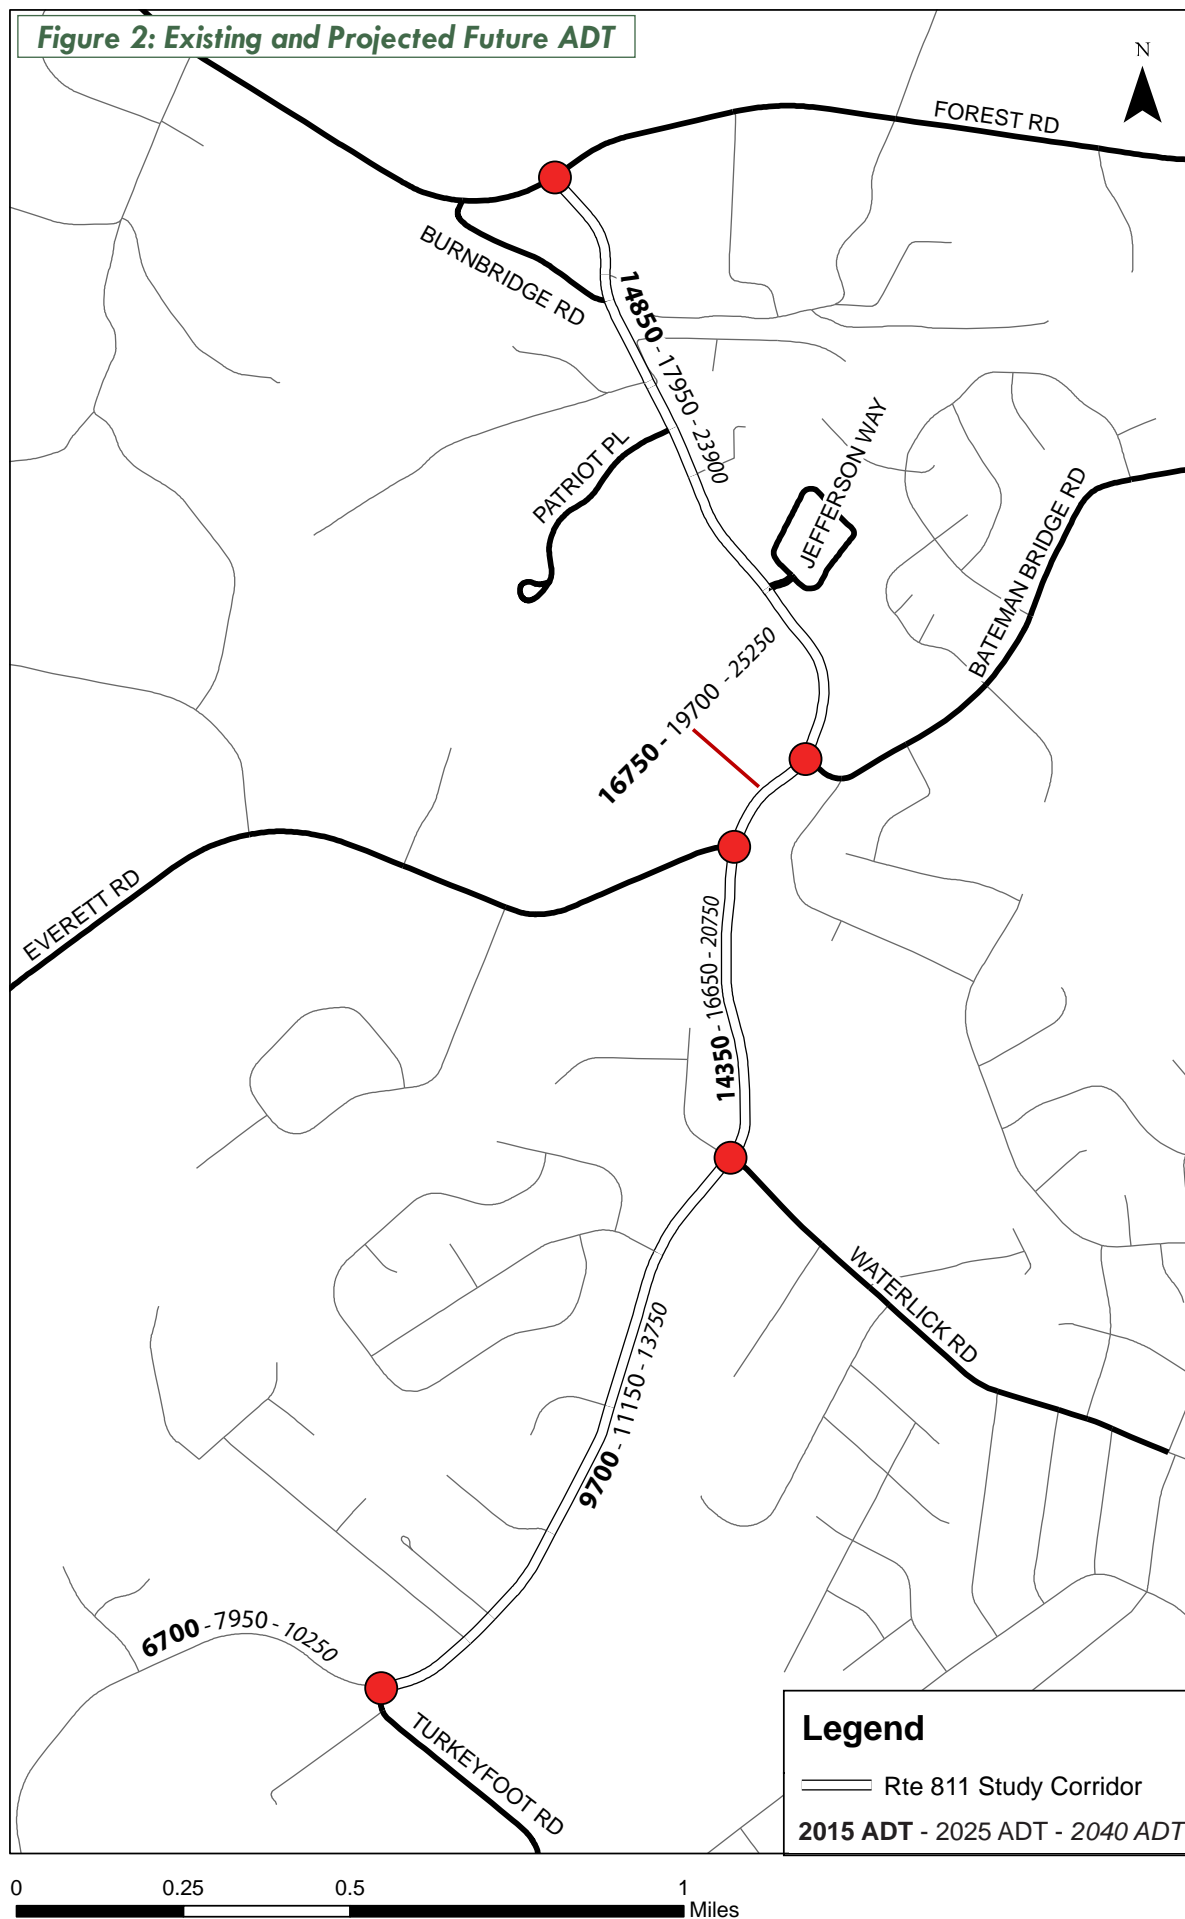 Figure 2: Existing and Projected Future ADT
N
FOREST RD
BURNBRIDGE RD
14850 - 17950 - 23900
PATRIOT PL
JEFFERSON WAY
BATEMAN BRIDGE RD
16750 - 19700 - 25250
EVERETT RD
14350 - 16650 - 20750
WATERLICK RD
9700 - 11150 - 13750
6700 - 7950 - 10250
TURKEYFOOT RD
Legend
Rte 811 Study Corridor
2015 ADT - 2025 ADT - 2040 ADT
0 0.25 0.5 1
Miles